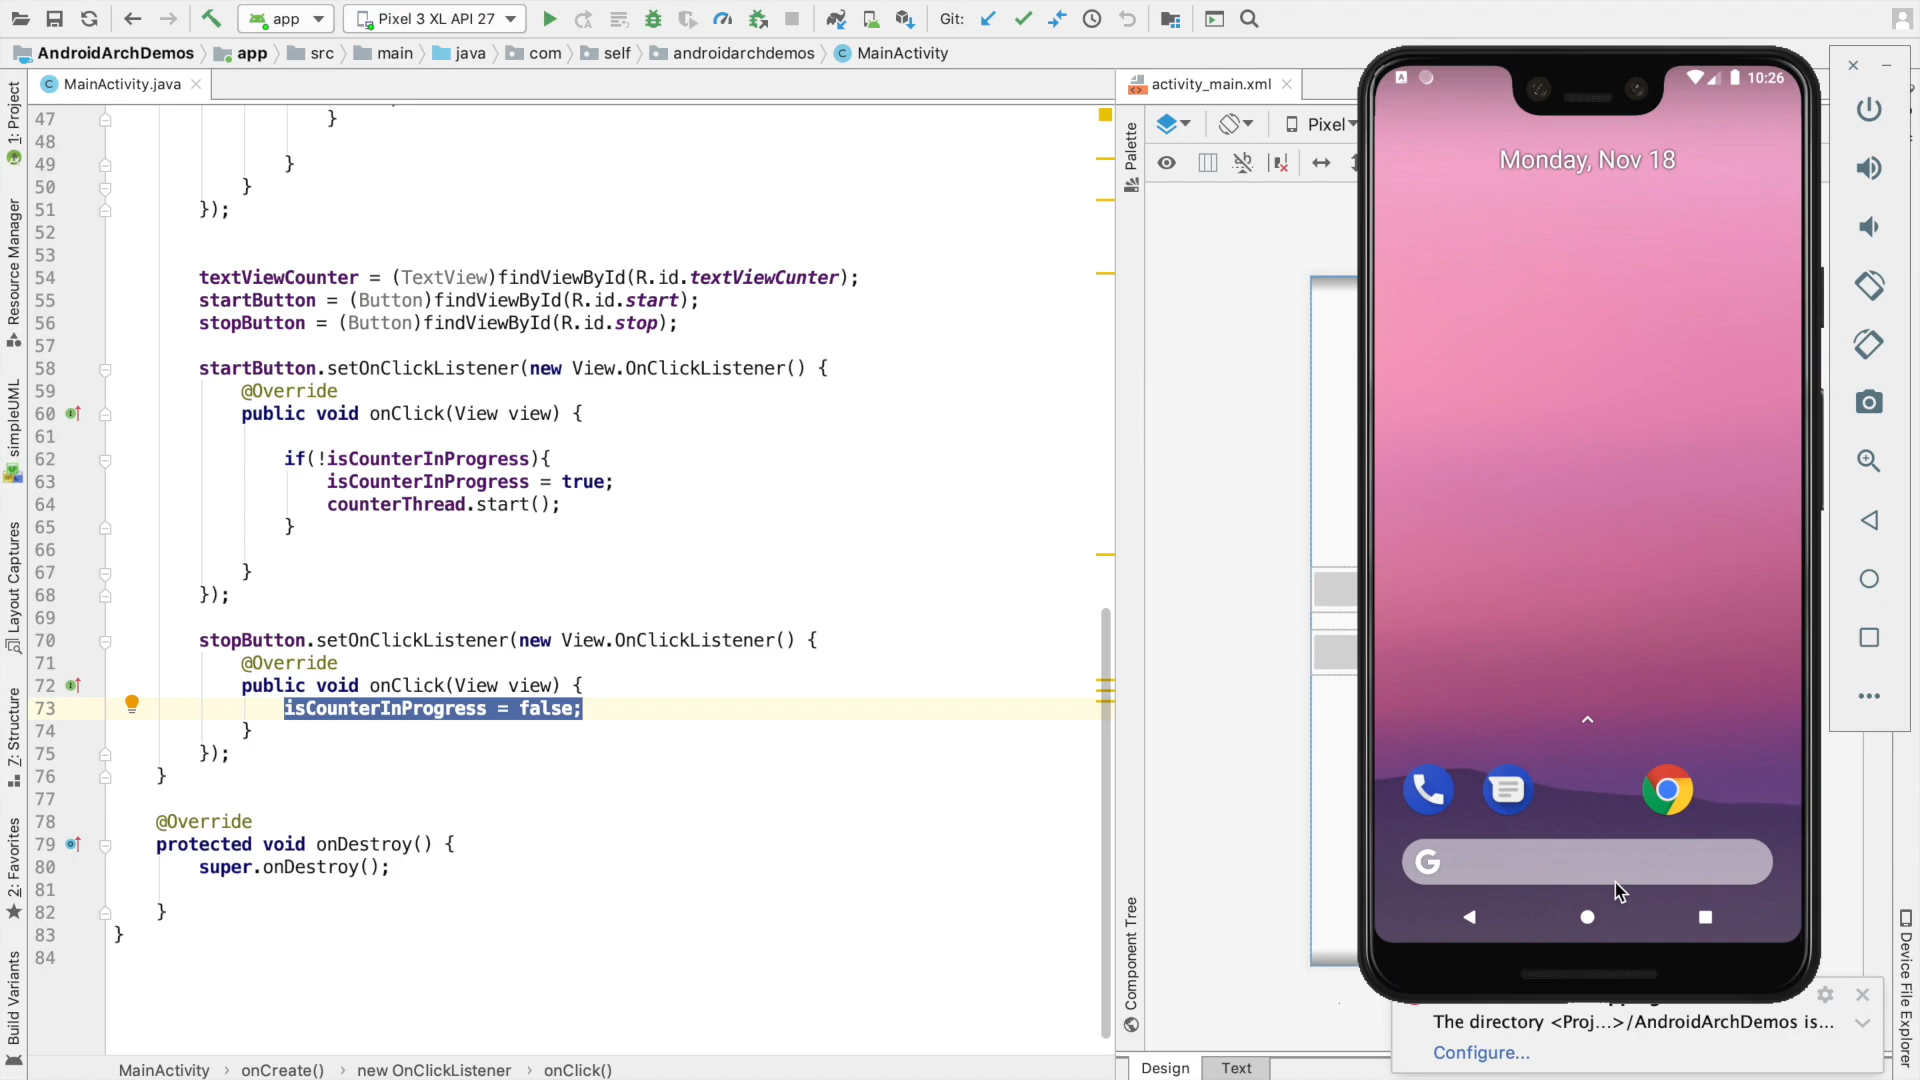 app
Pixel 3 XL API 27
Git:
AndroidArchDemos
app
src
main
java
com
self
androidarchdemos
MainActivity
MainActivity.java
activity_main.xml
1: Project
Resource Manager
simpleUML
Layout Captures
7: Structure
2: Favorites
Build Variants
47 }
48
49 }
50 }
51 });
52
53
54 textViewCounter = (TextView)findViewById(R.id.textViewCunter);
55 startButton = (Button)findViewById(R.id.start);
56 stopButton = (Button)findViewById(R.id.stop);
57
58 startButton.setOnClickListener(new View.OnClickListener() {
59 @Override
60 public void onClick(View view) {
61
62 if(!isCounterInProgress){
63 isCounterInProgress = true;
64 counterThread.start();
65 }
66
67 }
68 });
69
70 stopButton.setOnClickListener(new View.OnClickListener() {
71 @Override
72 public void onClick(View view) {
73 isCounterInProgress = false;
74 }
75 });
76 }
77
78 @Override
79 protected void onDestroy() {
80 super.onDestroy();
81
82 }
83 }
84
MainActivity › onCreate() › new OnClickListener › onClick()
Palette
Pixel
Component Tree
Design
Text
10:26
Monday, Nov 18
G
The directory <Proj...>/AndroidArchDemos is...
Configure...
Device File Explorer